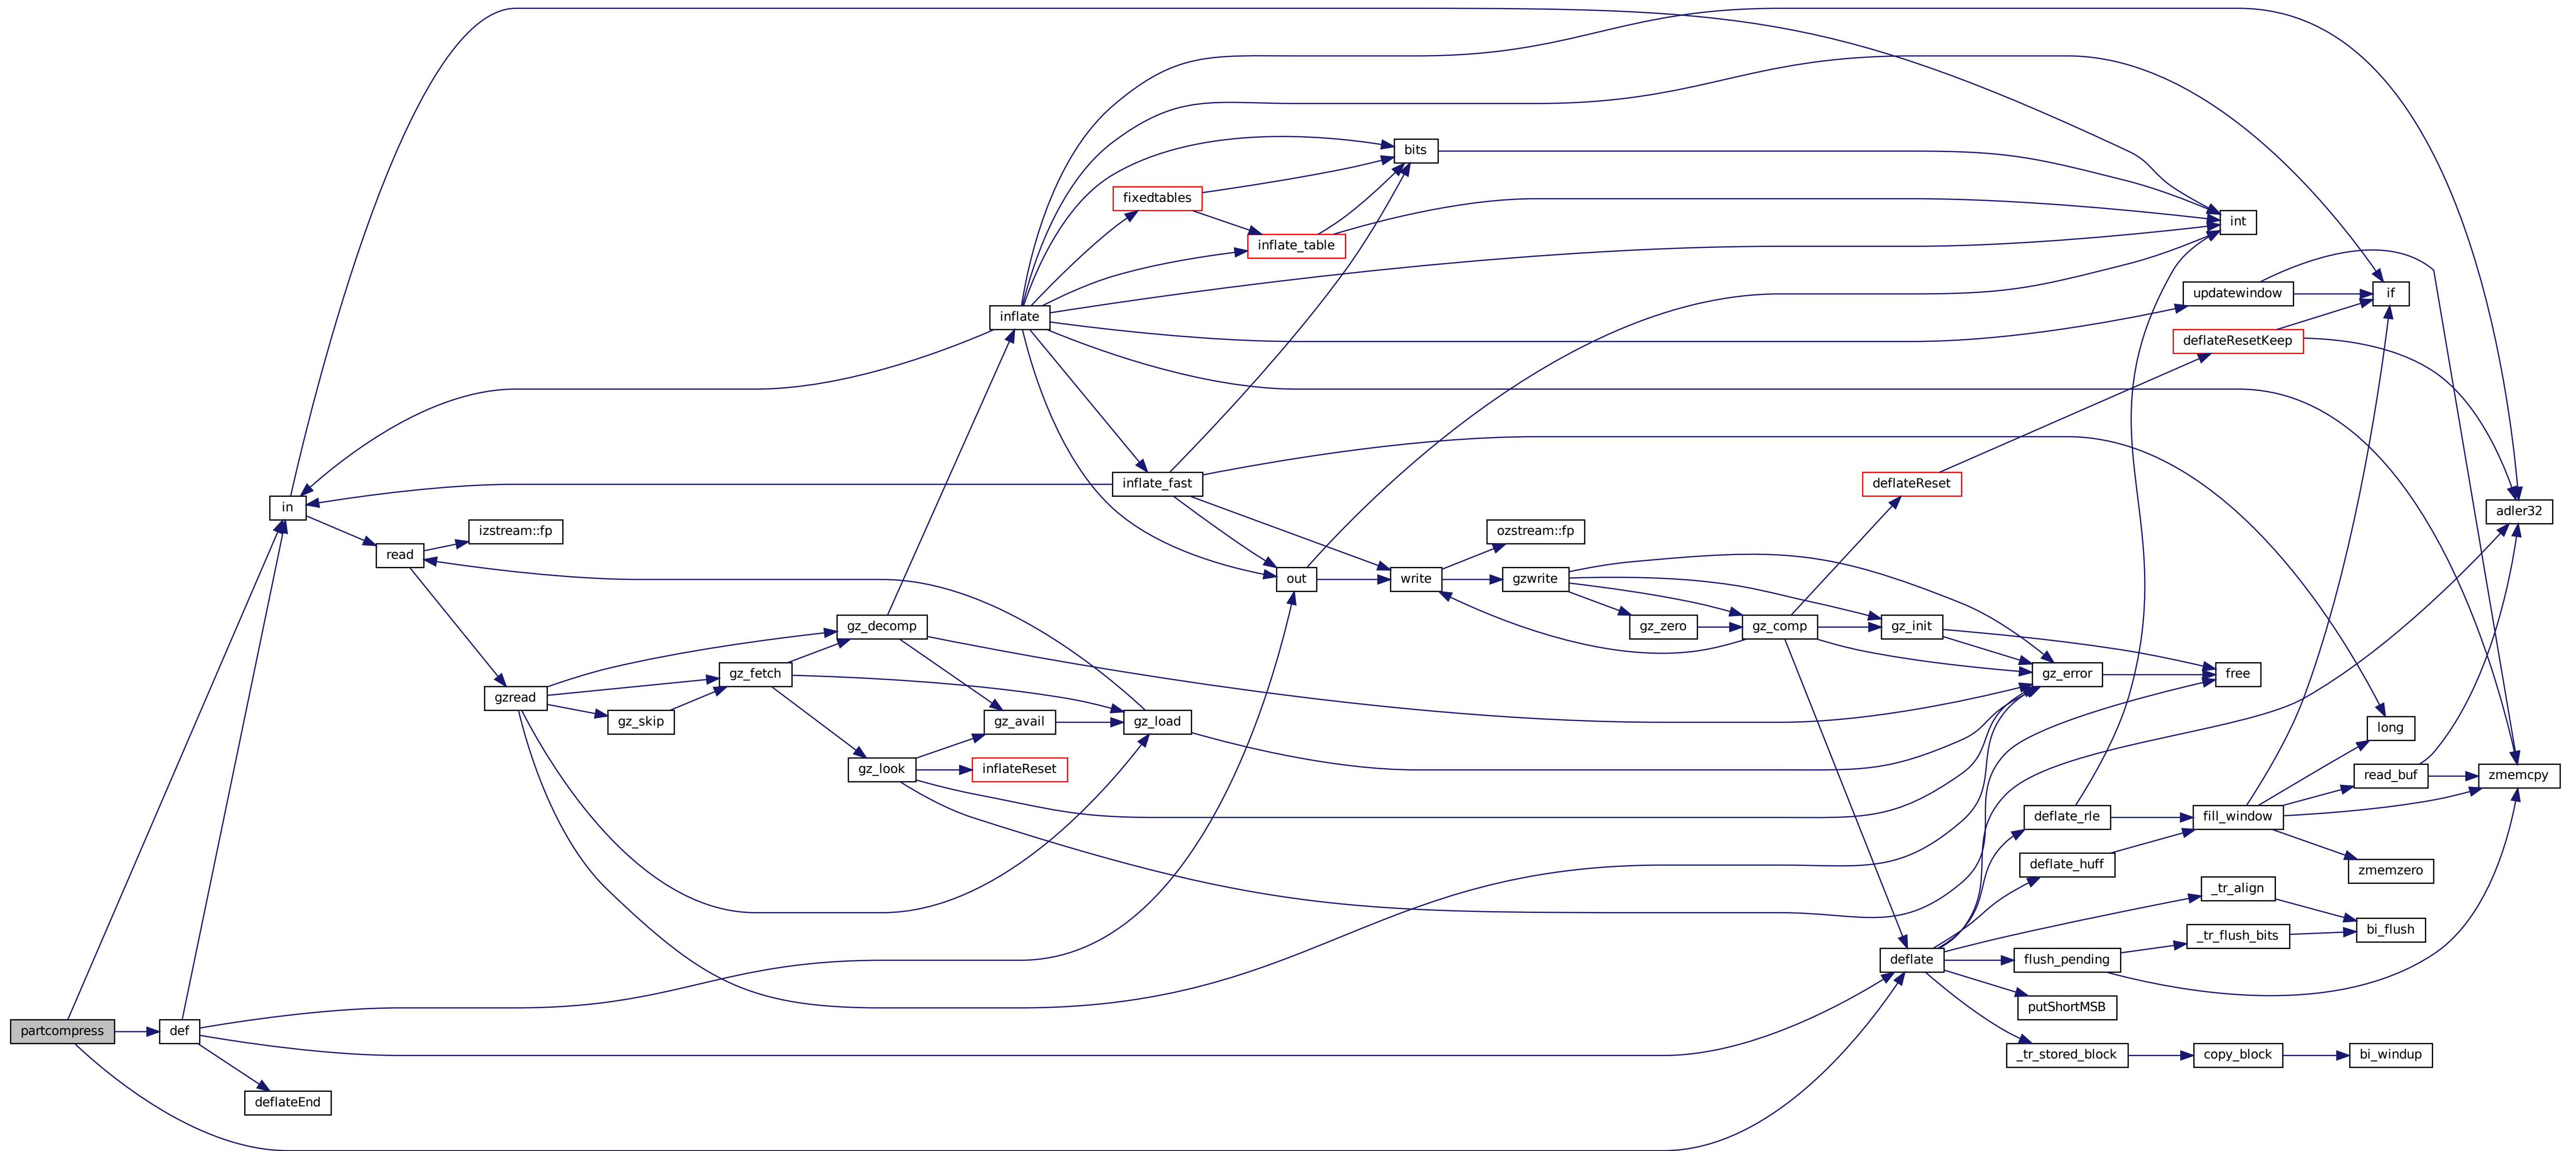 bits
fixedtables
int
inflate_table
updatewindow
if
inflate
deflateResetKeep
inflate_fast
deflateReset
in
adler32
izstream::fp
ozstream::fp
read
out
write
gzwrite
gz_decomp
gz_zero
gz_comp
gz_init
gz_fetch
gz_error
free
gzread
gz_skip
gz_avail
gz_load
long
gz_look
inflateReset
read_buf
zmemcpy
deflate_rle
fill_window
deflate_huff
zmemzero
_tr_align
bi_flush
_tr_flush_bits
deflate
flush_pending
putShortMSB
partcompress
def
_tr_stored_block
copy_block
bi_windup
deflateEnd